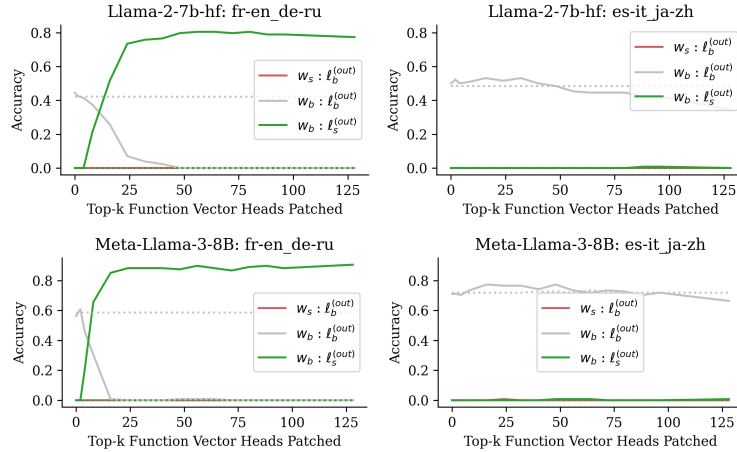 Llama-2-7b-hf: fr-en_de-ru
Accuracy
0.8
0.6
0.4
0.2
0.0
w_s : ℓ_b^(out)
w_b : ℓ_b^(out)
w_b : ℓ_s^(out)
0 25 50 75 100 125
Top-k Function Vector Heads Patched
Llama-2-7b-hf: es-it_ja-zh
Accuracy
0.8
0.6
0.4
0.2
0.0
w_s : ℓ_b^(out)
w_b : ℓ_b^(out)
w_b : ℓ_s^(out)
0 25 50 75 100 125
Top-k Function Vector Heads Patched
Meta-Llama-3-8B: fr-en_de-ru
Accuracy
0.8
0.6
0.4
0.2
0.0
w_s : ℓ_b^(out)
w_b : ℓ_b^(out)
w_b : ℓ_s^(out)
0 25 50 75 100 125
Top-k Function Vector Heads Patched
Meta-Llama-3-8B: es-it_ja-zh
Accuracy
0.8
0.6
0.4
0.2
0.0
w_s : ℓ_b^(out)
w_b : ℓ_b^(out)
w_b : ℓ_s^(out)
0 25 50 75 100 125
Top-k Function Vector Heads Patched